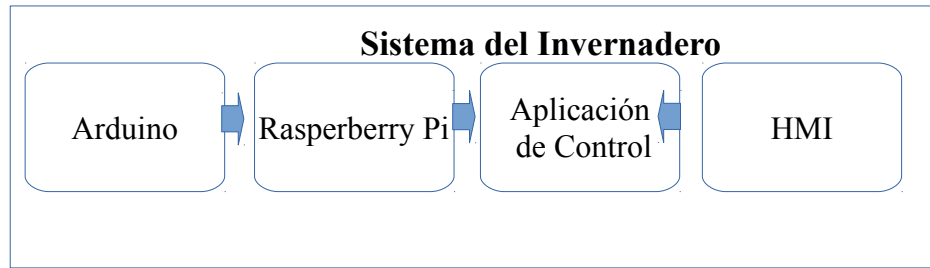 Sistema del Invernadero
Arduino
Rasperberry Pi
Aplicación
de Control
HMI